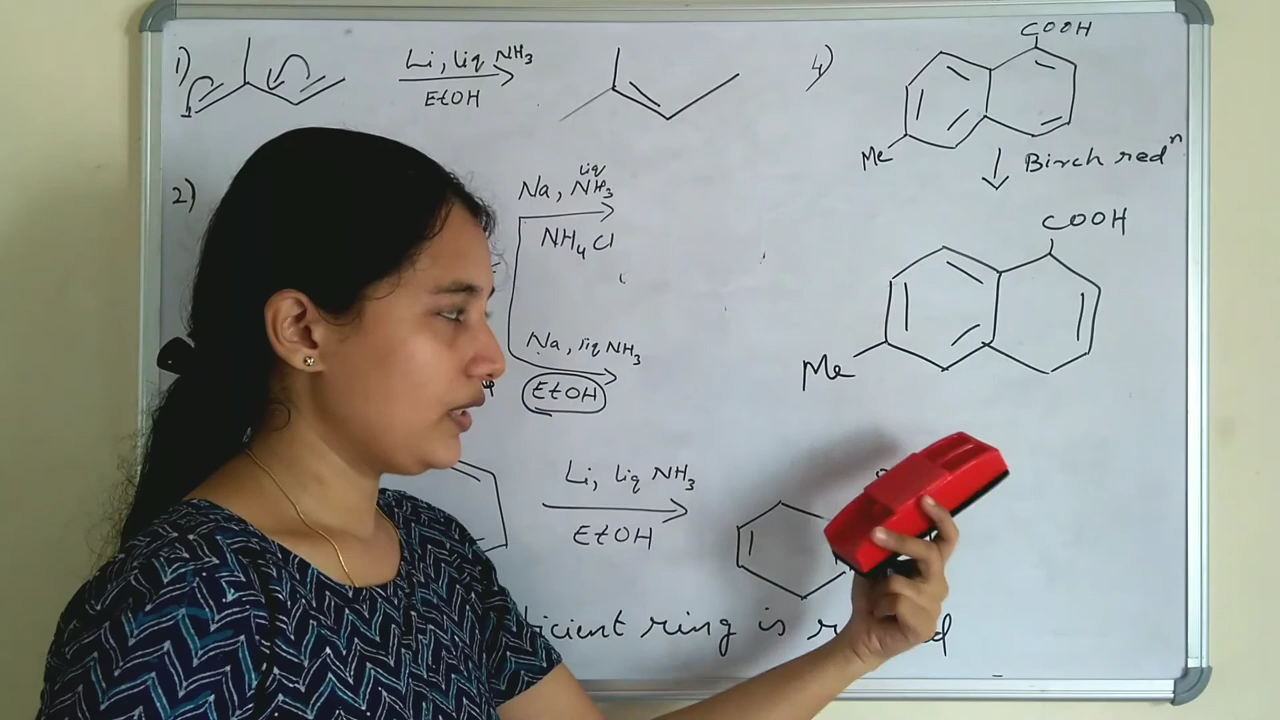 1)
Li, liq NH3
EtOH
2)
Na, liq NH3
NH4Cl
Na, liq NH3
EtOH
Li, liq NH3
EtOH
ring is
4)
COOH
Me
Birch redn
COOH
Me